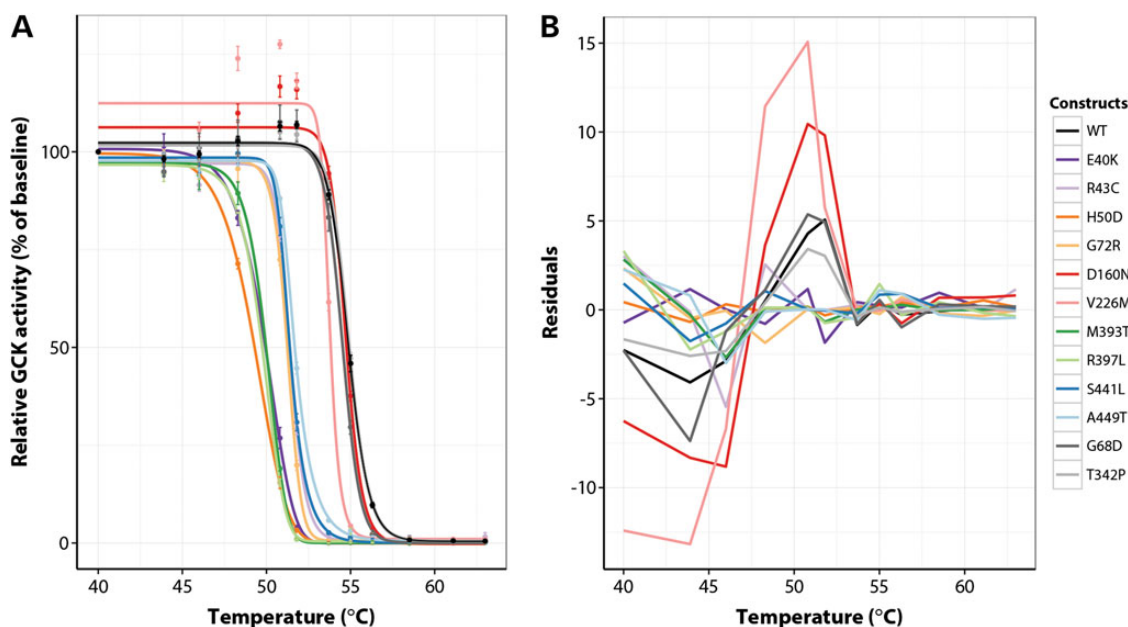 A
Relative GCK activity (% of baseline)
100
50
0
40
45
50
55
60
Temperature (°C)
B
Residuals
15
10
5
0
-5
-10
40
45
50
55
60
Temperature (°C)
Constructs
WT
E40K
R43C
H50D
G72R
D160N
V226M
M393T
R397L
S441L
A449T
G68D
T342P